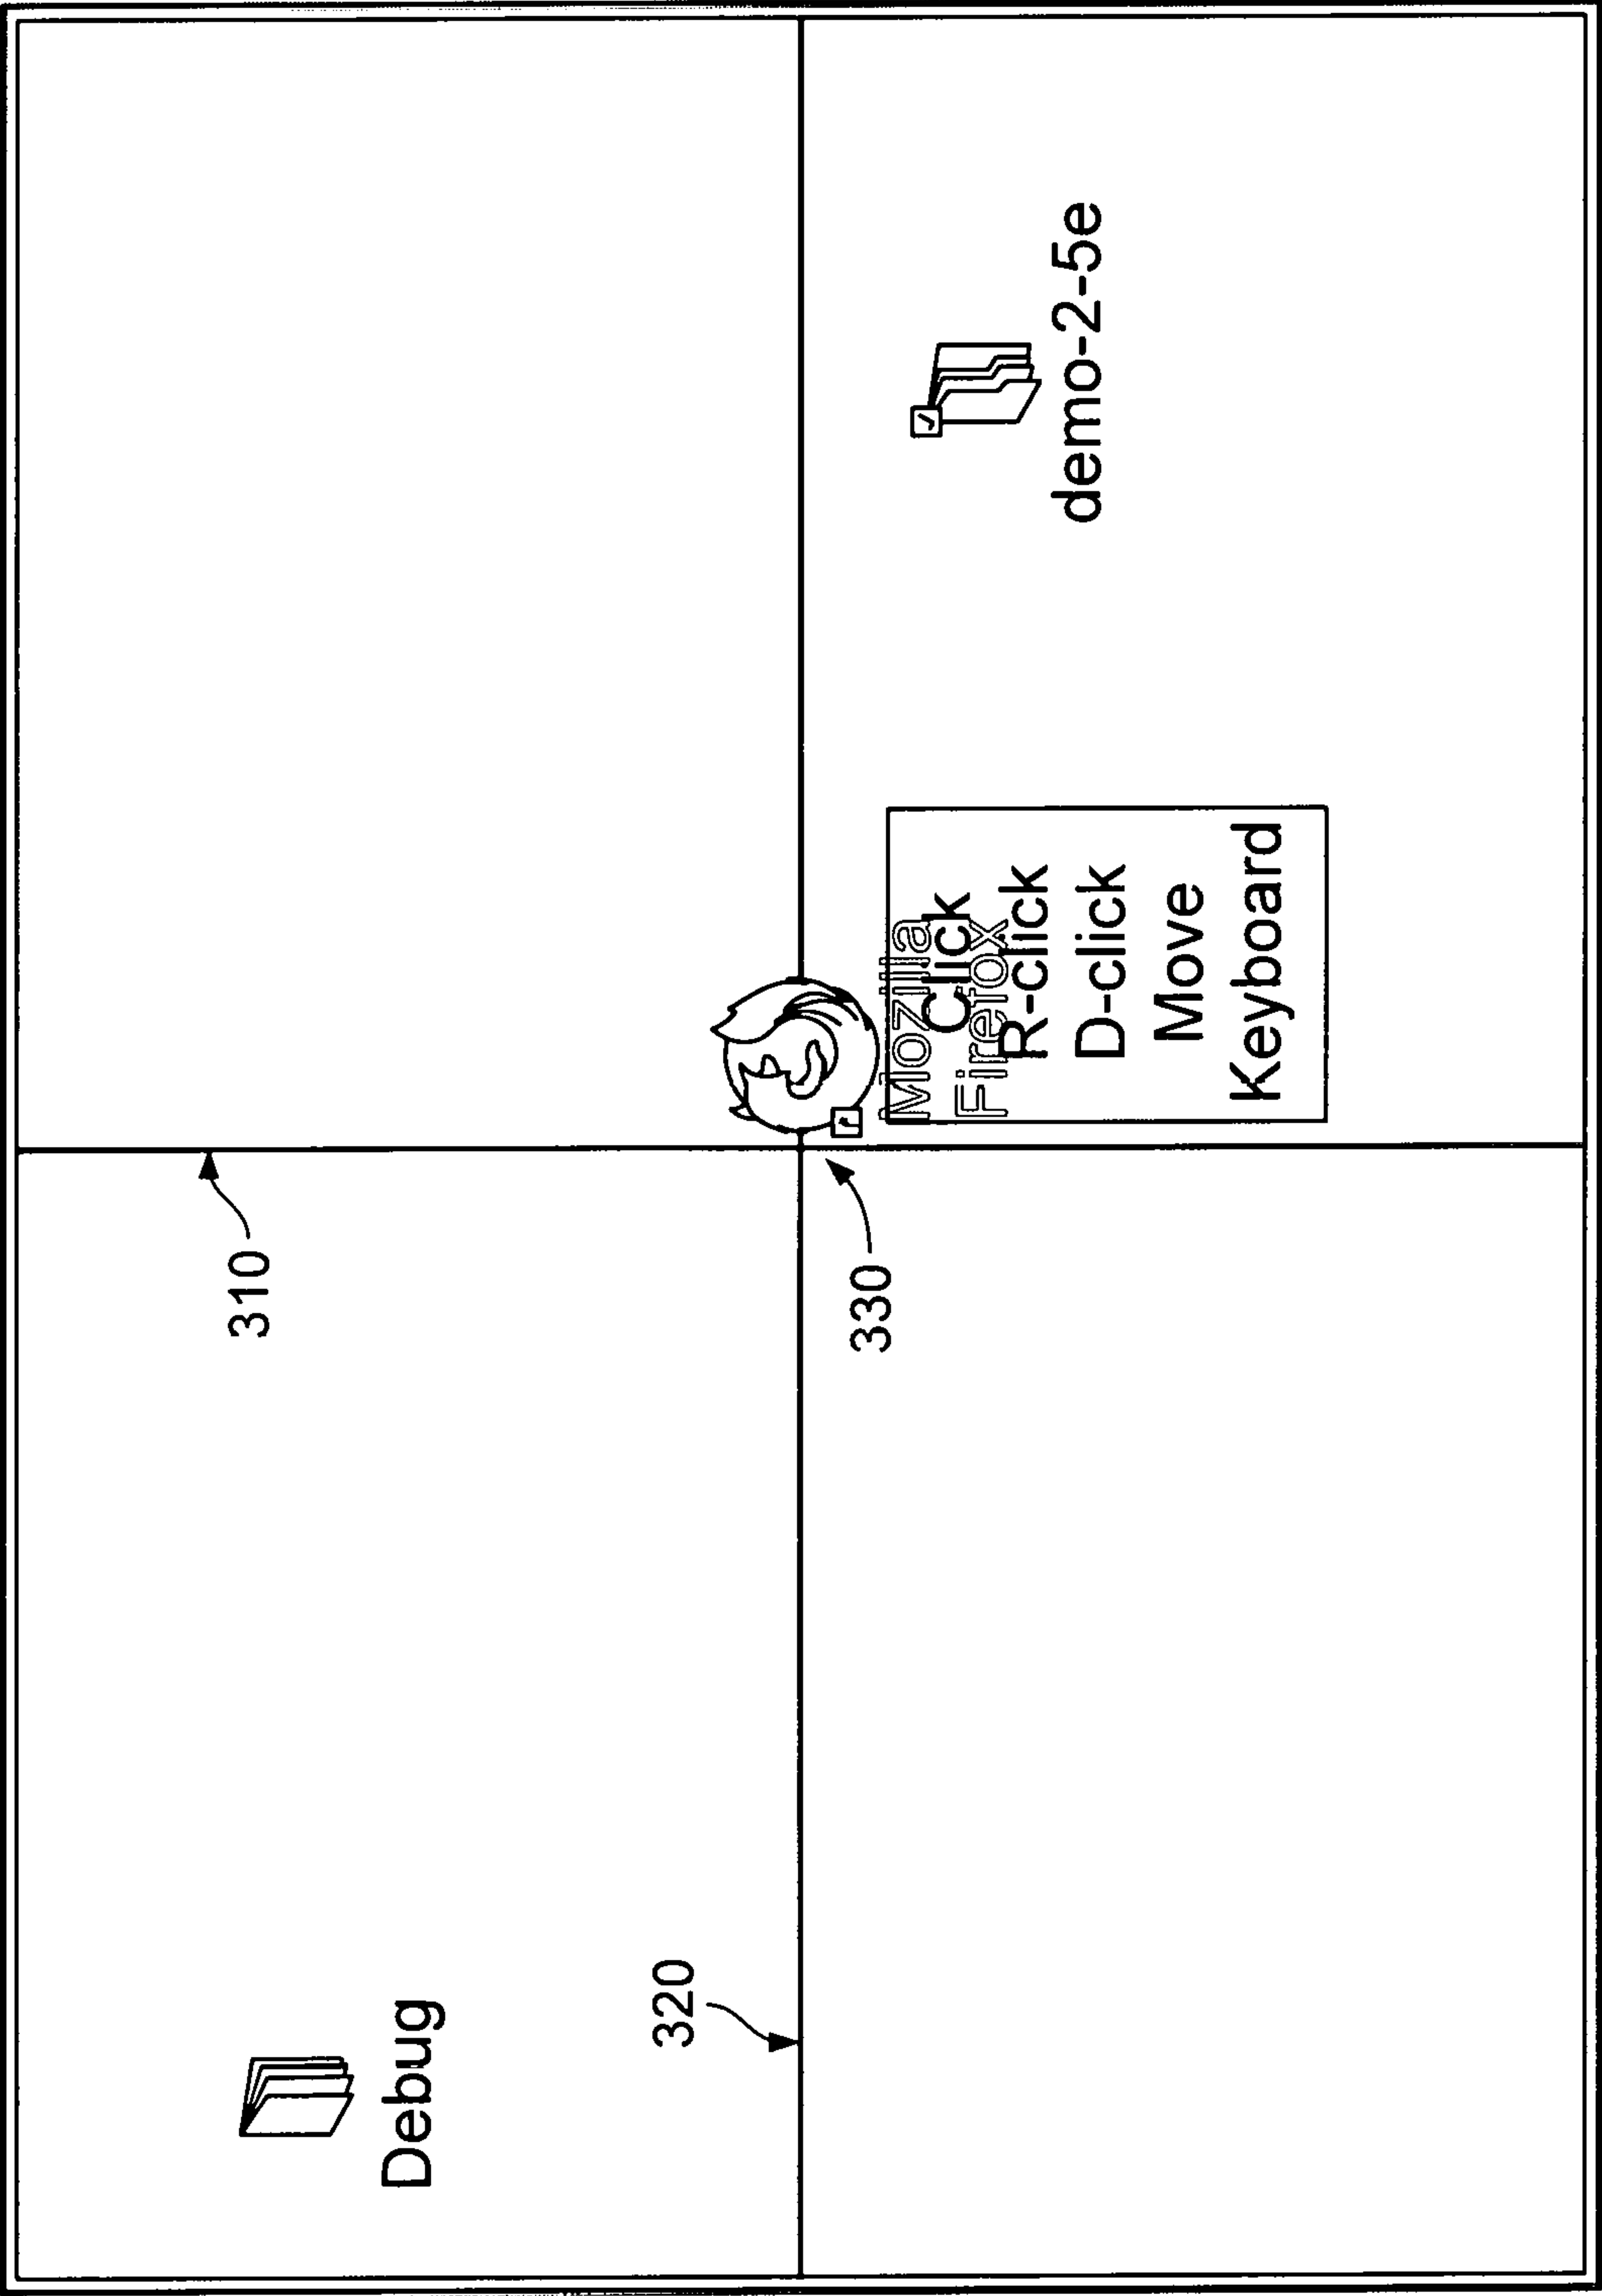 310
Debug
320
330
Mozilla
Firefox
Click
R-click
D-click
Move
Keyboard
demo-2-5e